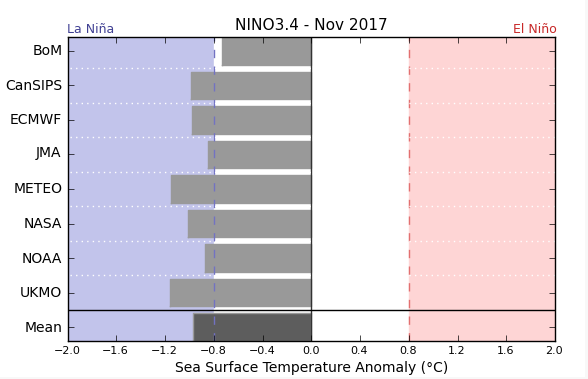 NINO3.4 - Nov 2017
La Niña
El Niño
BoM
CanSIPS
ECMWF
JMA
METEO
NASA
NOAA
UKMO
Mean
−2.0 −1.6 −1.2 −0.8 −0.4 0.0 0.4 0.8 1.2 1.6 2.0
Sea Surface Temperature Anomaly (°C)